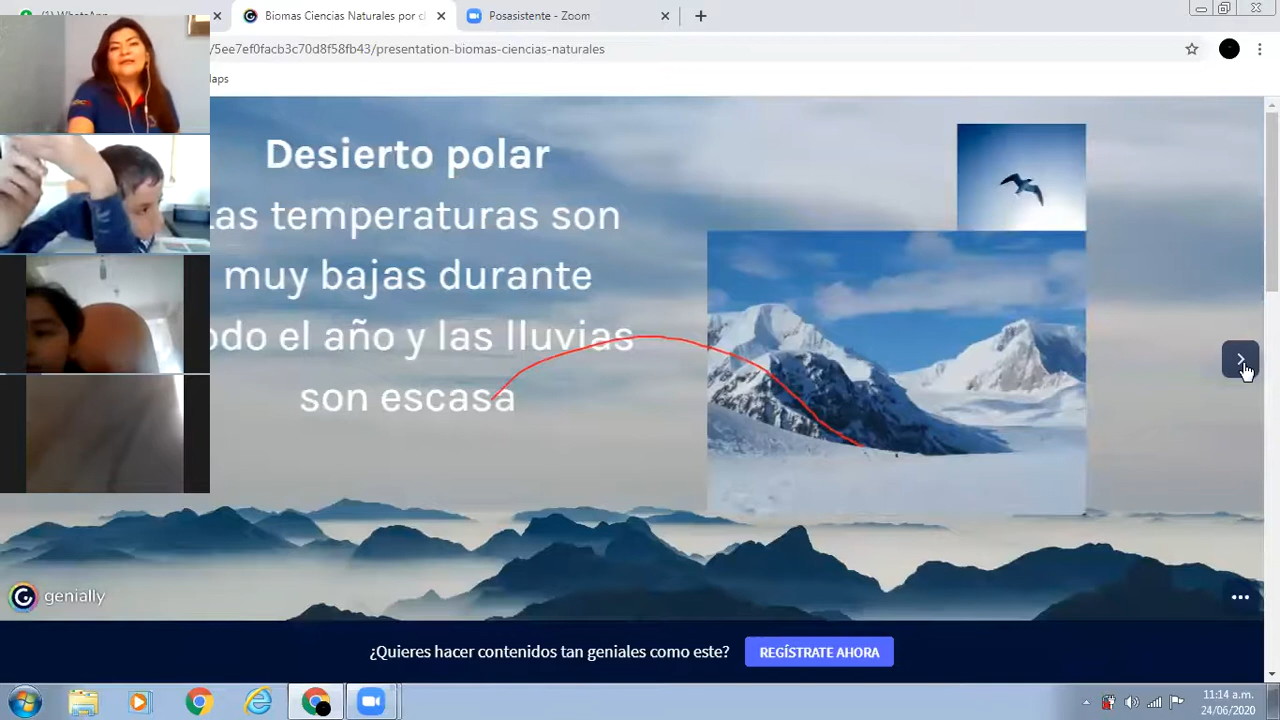 (1) WhatsApp
Biomas Ciencias Naturales por c
Posasistente - Zoom
/5ee7ef0facb3c70d8f58fb43/presentation-biomas-ciencias-naturales
laps
Desierto polar
as temperaturas son
muy bajas durante
odo el año y las lluvias
son escasa
genially
¿Quieres hacer contenidos tan geniales como este?
REGÍSTRATE AHORA
11:14 a.m.
24/06/2020